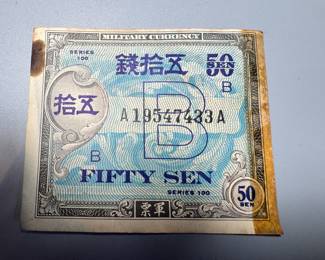 MILITARY CURRENCY
SERIES
100
錢拾五
50
SEN
B
拾五
A19547433A
B
B
FIFTY SEN
SERIES 100
票軍
50
SEN